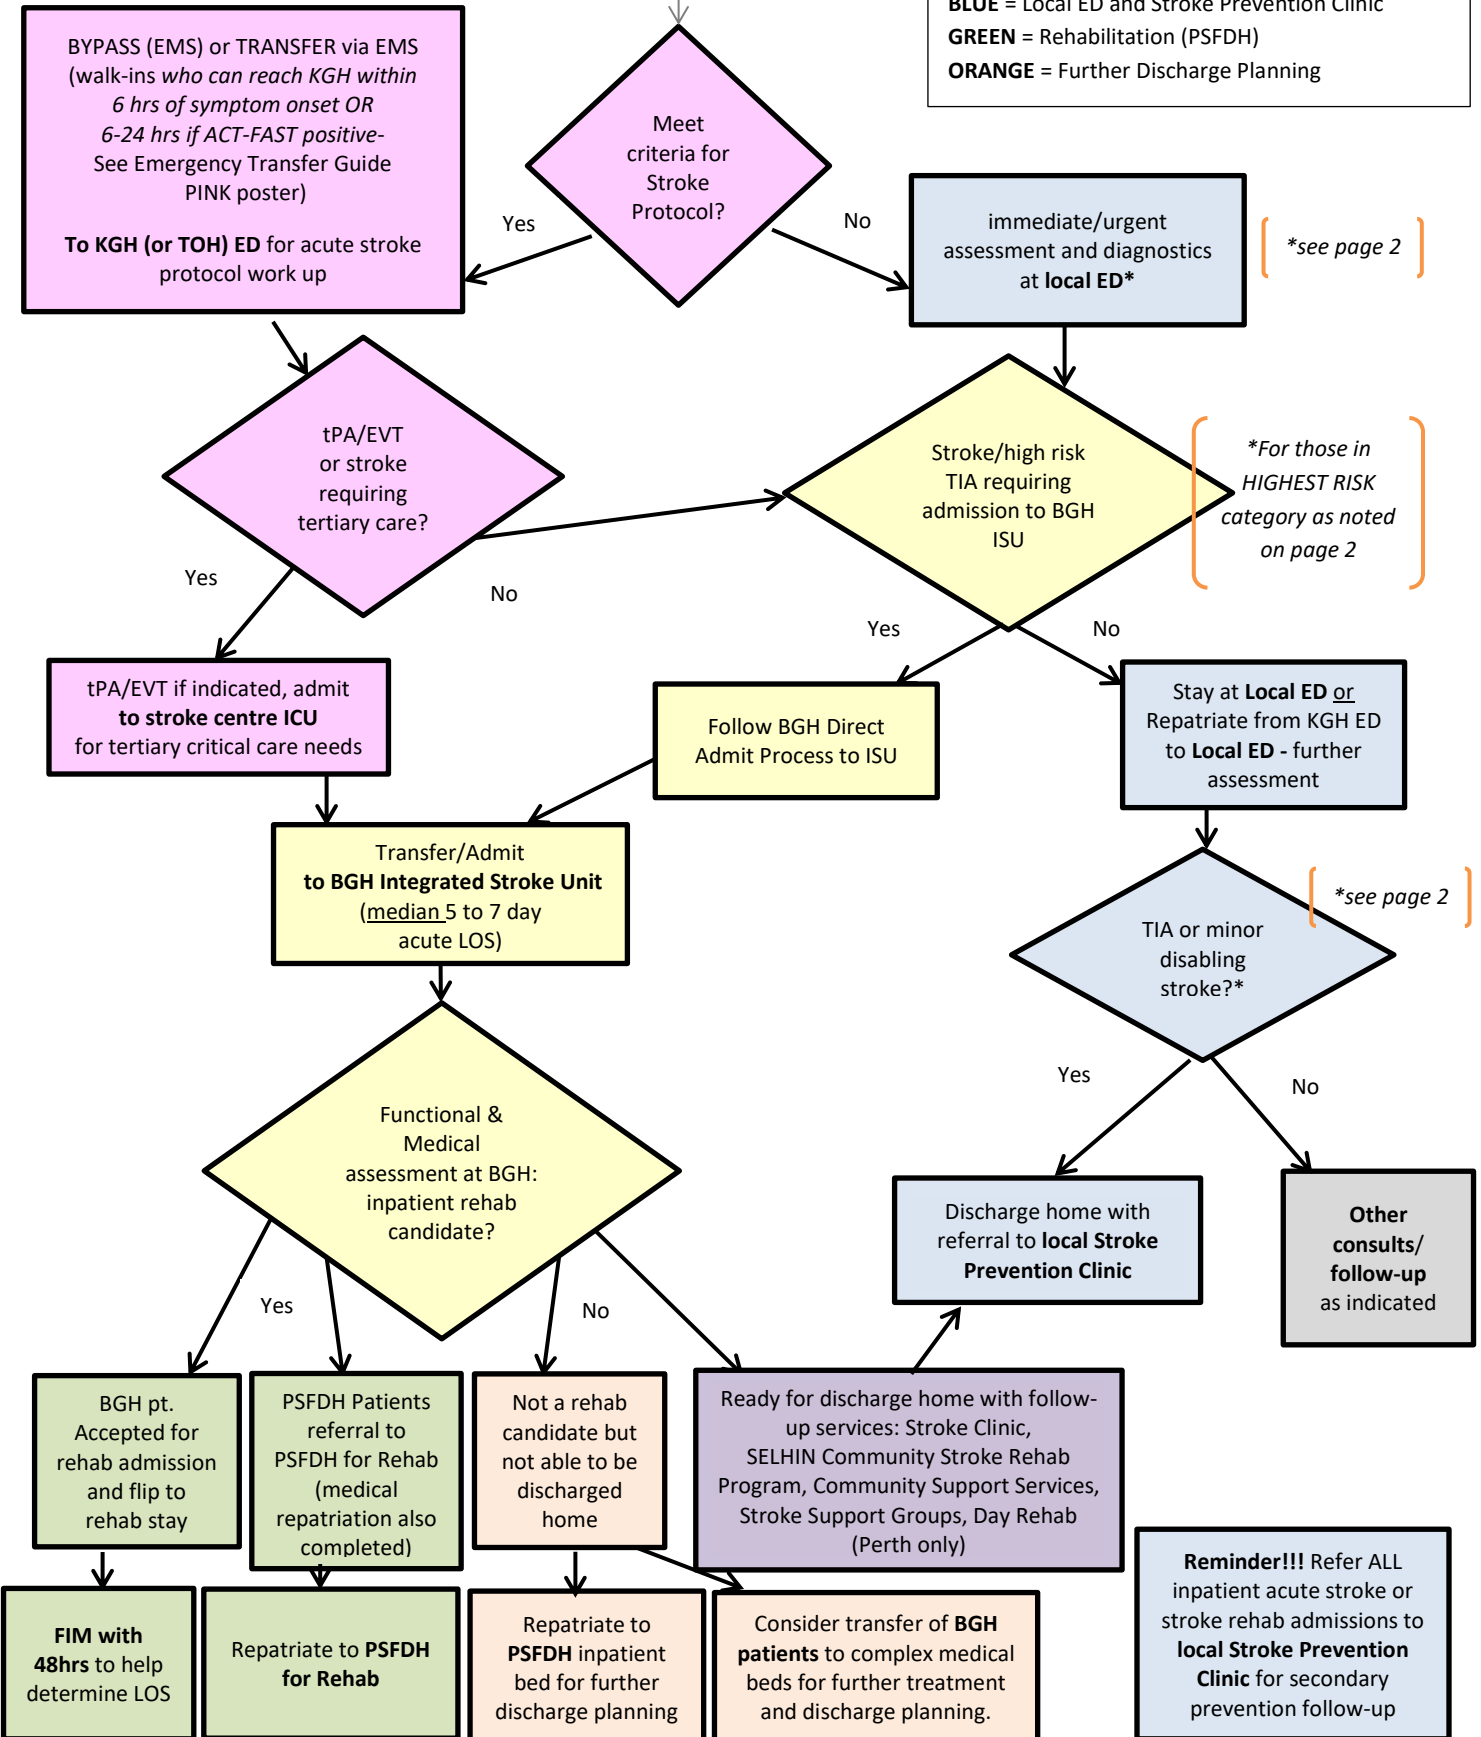 BLUE = Local ED and Stroke Prevention Clinic
GREEN = Rehabilitation (PSFDH)
ORANGE = Further Discharge Planning
BYPASS (EMS) or TRANSFER via EMS
(walk-ins who can reach KGH within
6 hrs of symptom onset OR
6-24 hrs if ACT-FAST positive-
See Emergency Transfer Guide
PINK poster)
To KGH (or TOH) ED for acute stroke
protocol work up
Meet
criteria for
Stroke
Protocol?
Yes
No
immediate/urgent
assessment and diagnostics
at local ED*
*see page 2
tPA/EVT
or stroke
requiring
tertiary care?
Yes
No
Stroke/high risk
TIA requiring
admission to BGH
ISU
*For those in
HIGHEST RISK
category as noted
on page 2
Yes
No
tPA/EVT if indicated, admit
to stroke centre ICU
for tertiary critical care needs
Follow BGH Direct
Admit Process to ISU
Stay at Local ED or
Repatriate from KGH ED
to Local ED - further
assessment
Transfer/Admit
to BGH Integrated Stroke Unit
(median 5 to 7 day
acute LOS)
*see page 2
TIA or minor
disabling
stroke?*
Yes
No
Functional &
Medical
assessment at BGH:
inpatient rehab
candidate?
Yes
No
Discharge home with
referral to local Stroke
Prevention Clinic
Other
consults/
follow-up
as indicated
BGH pt.
Accepted for
rehab admission
and flip to
rehab stay
PSFDH Patients
referral to
PSFDH for Rehab
(medical
repatriation also
completed)
Not a rehab
candidate but
not able to be
discharged
home
Ready for discharge home with follow-
up services: Stroke Clinic,
SELHIN Community Stroke Rehab
Program, Community Support Services,
Stroke Support Groups, Day Rehab
(Perth only)
FIM with
48hrs to help
determine LOS
Repatriate to PSFDH
for Rehab
Repatriate to
PSFDH inpatient
bed for further
discharge planning
Consider transfer of BGH
patients to complex medical
beds for further treatment
and discharge planning.
Reminder!!! Refer ALL
inpatient acute stroke or
stroke rehab admissions to
local Stroke Prevention
Clinic for secondary
prevention follow-up